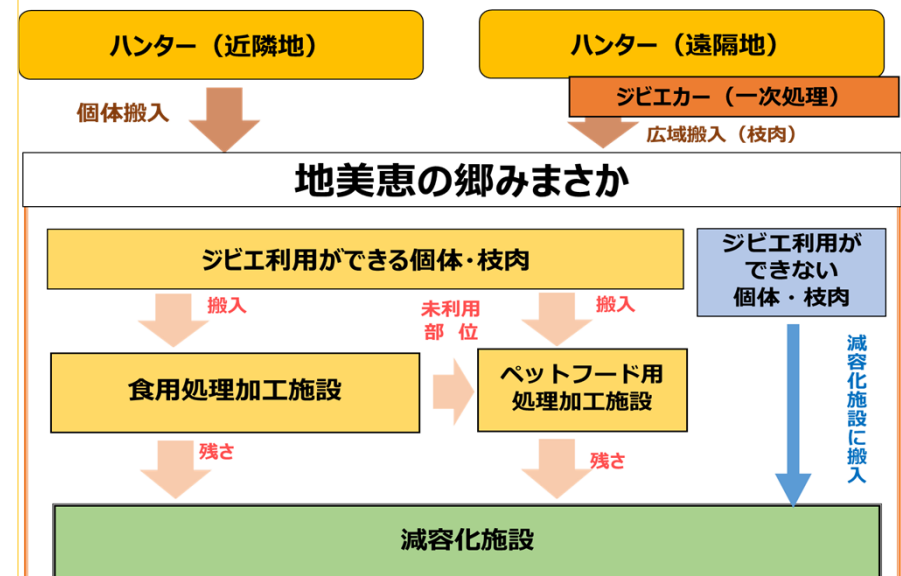 ハンター（近隣地）
ハンター（遠隔地）
ジビエカー（一次処理）
個体搬入
広域搬入（枝肉）
地美恵の郷みまさか
ジビエ利用ができる個体・枝肉
ジビエ利用が
できない
個体・枝肉
搬入
未利用
部 位
搬入
食用処理加工施設
ペットフード用
処理加工施設
減容化施設に搬入
残さ
残さ
減容化施設